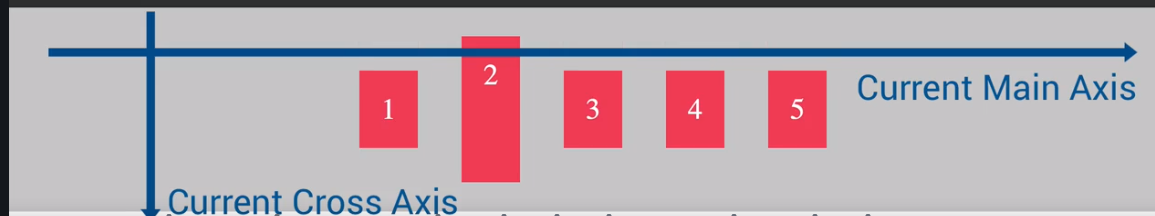 2
1 3 4 5
Current Main Axis
Current Cross Axis